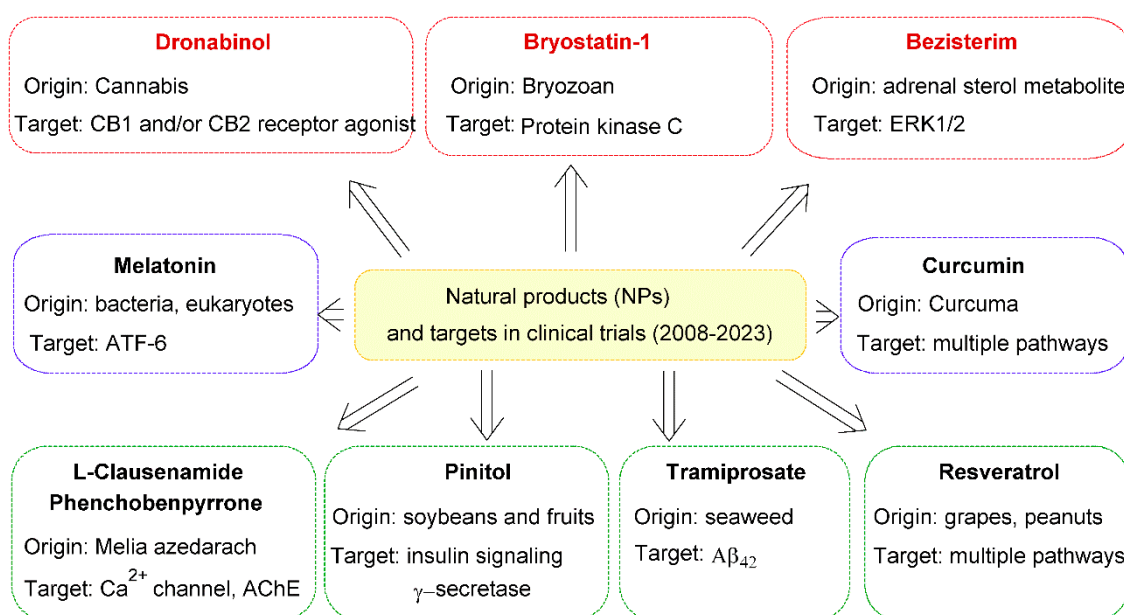 Dronabinol
Origin: Cannabis
Target: CB1 and/or CB2 receptor agonist
Bryostatin-1
Origin: Bryozoan
Target: Protein kinase C
Bezisterim
Origin: adrenal sterol metabolite
Target: ERK1/2
Melatonin
Origin: bacteria, eukaryotes
Target: ATF-6
Natural products (NPs)
and targets in clinical trials (2008-2023)
Curcumin
Origin: Curcuma
Target: multiple pathways
L-Clausenamide
Phenchobenpyrrone
Origin: Melia azedarach
Target: Ca²⁺ channel, AChE
Pinitol
Origin: soybeans and fruits
Target: insulin signaling
γ–secretase
Tramiprosate
Origin: seaweed
Target: Aβ₄₂
Resveratrol
Origin: grapes, peanuts
Target: multiple pathways